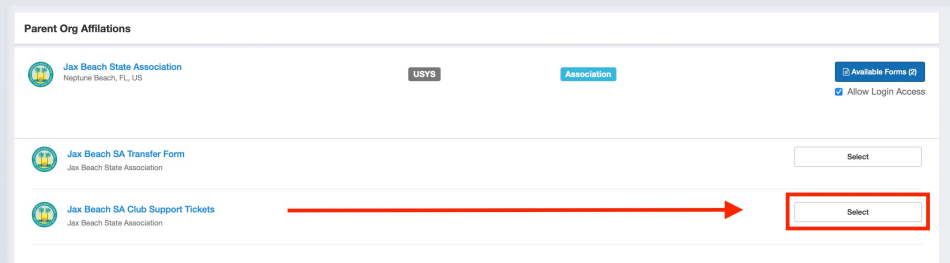 Parent Org Affilations
Jax Beach State Association
Neptune Beach, FL, US
USYS
Association
Available Forms (2)
Allow Login Access
Jax Beach SA Transfer Form
Jax Beach State Association
Select
Jax Beach SA Club Support Tickets
Jax Beach State Association
Select